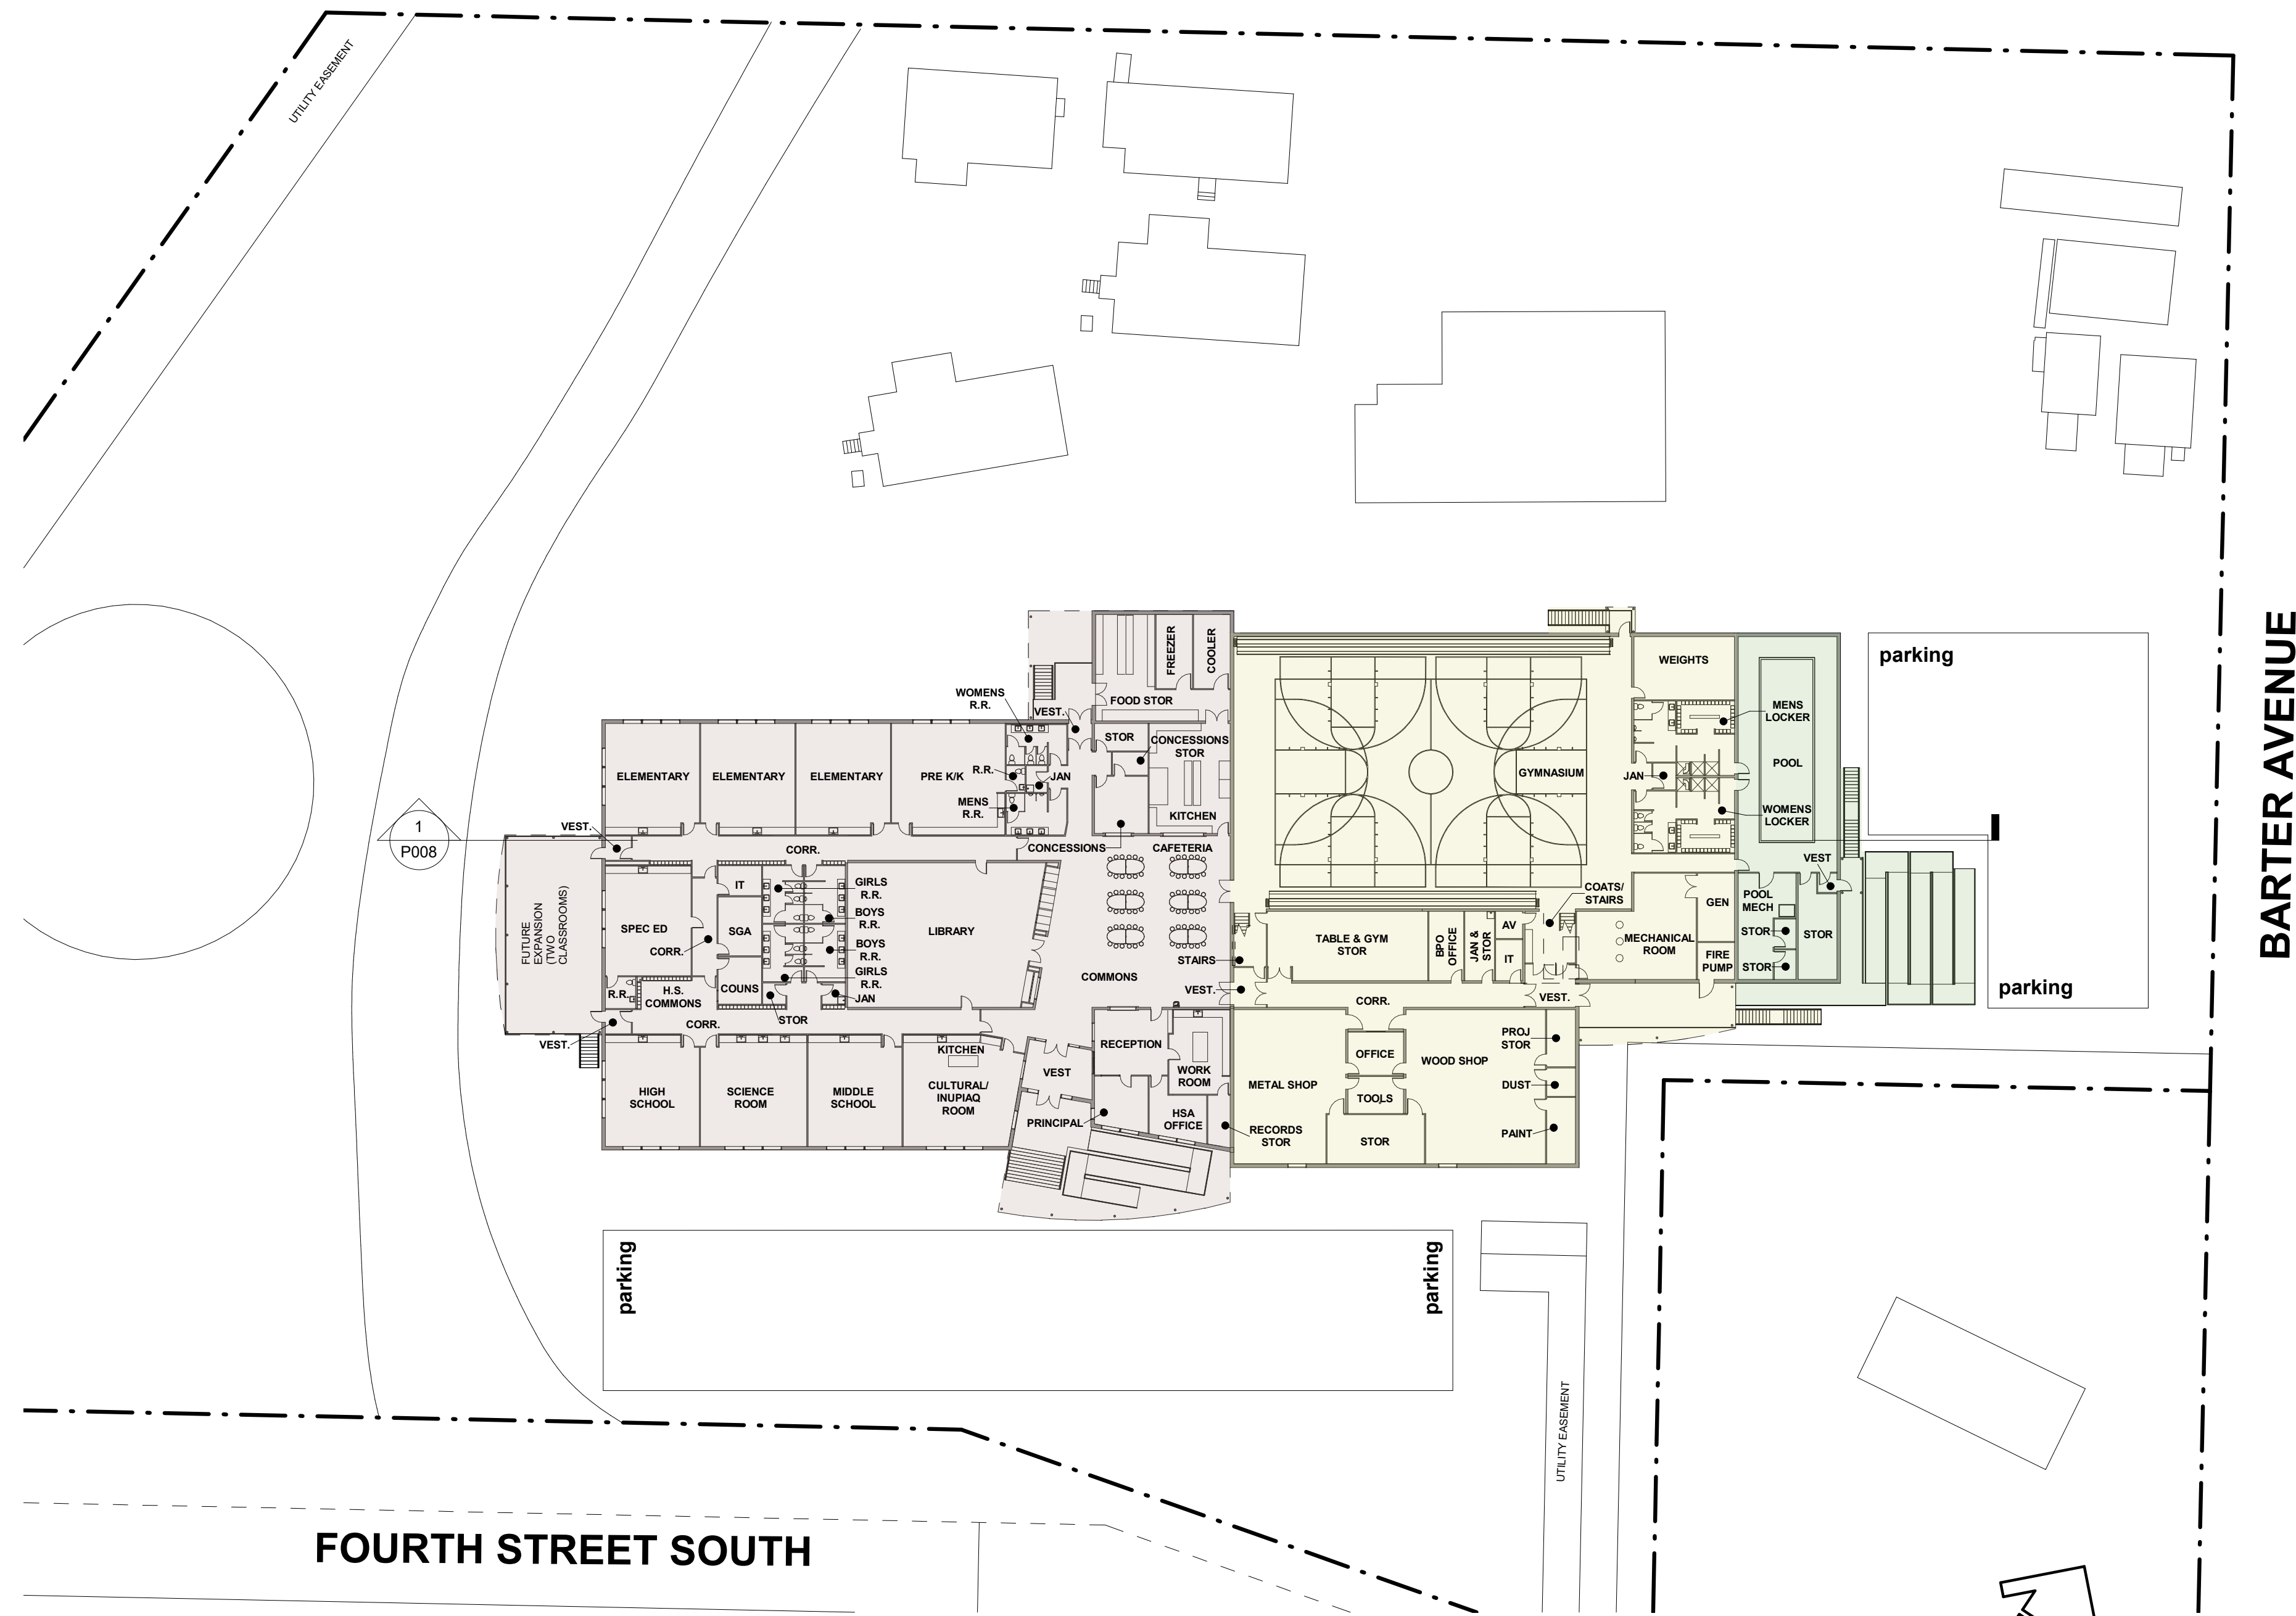 UTILITY EASEMENT
BARTER AVENUE
parking
parking
FREEZER
COOLER
FOOD STOR
WEIGHTS
WOMENS
R.R.
VEST.
MENS
LOCKER
STOR
CONCESSIONS
STOR
ELEMENTARY
ELEMENTARY
ELEMENTARY
PRE K/K
R.R.
JAN
GYMNASIUM
JAN
POOL
MENS
R.R.
KITCHEN
WOMENS
LOCKER
1
P008
VEST.
CORR.
CONCESSIONS
CAFETERIA
VEST
FUTURE
EXPANSION
(TWO
CLASSROOMS)
IT
GIRLS
R.R.
COATS/
STAIRS
POOL
MECH
GEN
BOYS
R.R.
SPEC ED
SGA
LIBRARY
AV
TABLE & GYM
STOR
BPO
OFFICE
JAN &
STOR
MECHANICAL
ROOM
STOR
STOR
BOYS
R.R.
CORR.
STAIRS
IT
FIRE
PUMP
STOR
GIRLS
R.R.
COMMONS
R.R.
H.S.
COMMONS
COUNS
JAN
VEST.
CORR.
VEST.
STOR
CORR.
VEST.
KITCHEN
RECEPTION
OFFICE
WOOD SHOP
PROJ
STOR
VEST
WORK
ROOM
METAL SHOP
DUST
HIGH
SCHOOL
SCIENCE
ROOM
MIDDLE
SCHOOL
CULTURAL/
INUPIAQ
ROOM
TOOLS
PRINCIPAL
HSA
OFFICE
RECORDS
STOR
STOR
PAINT
parking
parking
UTILITY EASEMENT
FOURTH STREET SOUTH